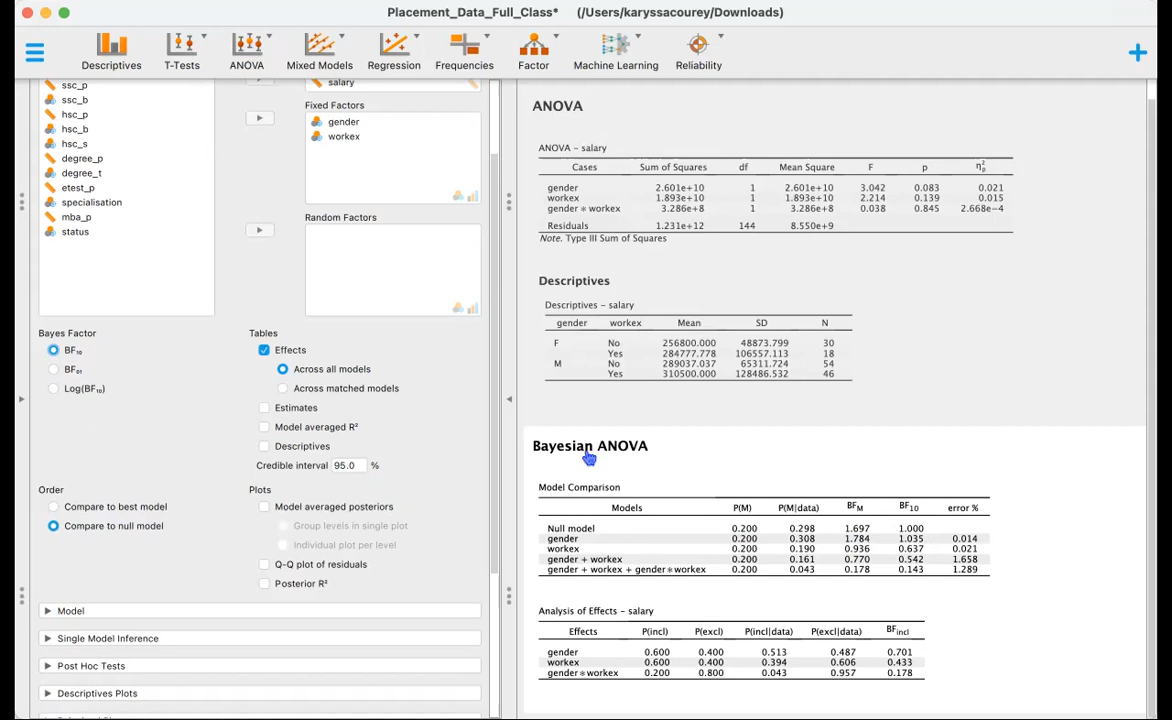 Placement_Data_Full_Class* (/Users/karyssacourey/Downloads)
Descriptives T-Tests ANOVA Mixed Models Regression Frequencies Factor Machine Learning Reliability
ssc_p
ssc_b
hsc_p
hsc_b
hsc_s
degree_p
degree_t
etest_p
specialisation
mba_p
status
salary
Fixed Factors
gender
workex
Random Factors
Bayes Factor
BF₁₀
BF₀₁
Log(BF₁₀)
Tables
Effects
Across all models
Across matched models
Estimates
Model averaged R²
Descriptives
Credible interval 95.0 %
Order
Compare to best model
Compare to null model
Plots
Model averaged posteriors
Group levels in single plot
Individual plot per level
Q-Q plot of residuals
Posterior R²
Model
Single Model Inference
Post Hoc Tests
Descriptives Plots
ANOVA
ANOVA – salary
Cases Sum of Squares df Mean Square F p η²ₚ
gender 2.601e+10 1 2.601e+10 3.042 0.083 0.021
workex 1.893e+10 1 1.893e+10 2.214 0.139 0.015
gender * workex 3.286e+8 1 3.286e+8 0.038 0.845 2.668e−4
Residuals 1.231e+12 144 8.550e+9
Note. Type III Sum of Squares
Descriptives
Descriptives – salary
gender workex Mean SD N
F No 256800.000 48873.799 30
Yes 284777.778 106557.113 18
M No 289037.037 65311.724 54
Yes 310500.000 128486.532 46
Bayesian ANOVA
Model Comparison
Models P(M) P(M|data) BF_M BF₁₀ error %
Null model 0.200 0.298 1.697 1.000
gender 0.200 0.308 1.784 1.035 0.014
workex 0.200 0.190 0.936 0.637 0.021
gender + workex 0.200 0.161 0.770 0.542 1.658
gender + workex + gender * workex 0.200 0.043 0.178 0.143 1.289
Analysis of Effects – salary
Effects P(incl) P(excl) P(incl|data) P(excl|data) BF_incl
gender 0.600 0.400 0.513 0.487 0.701
workex 0.600 0.400 0.394 0.606 0.433
gender * workex 0.200 0.800 0.043 0.957 0.178